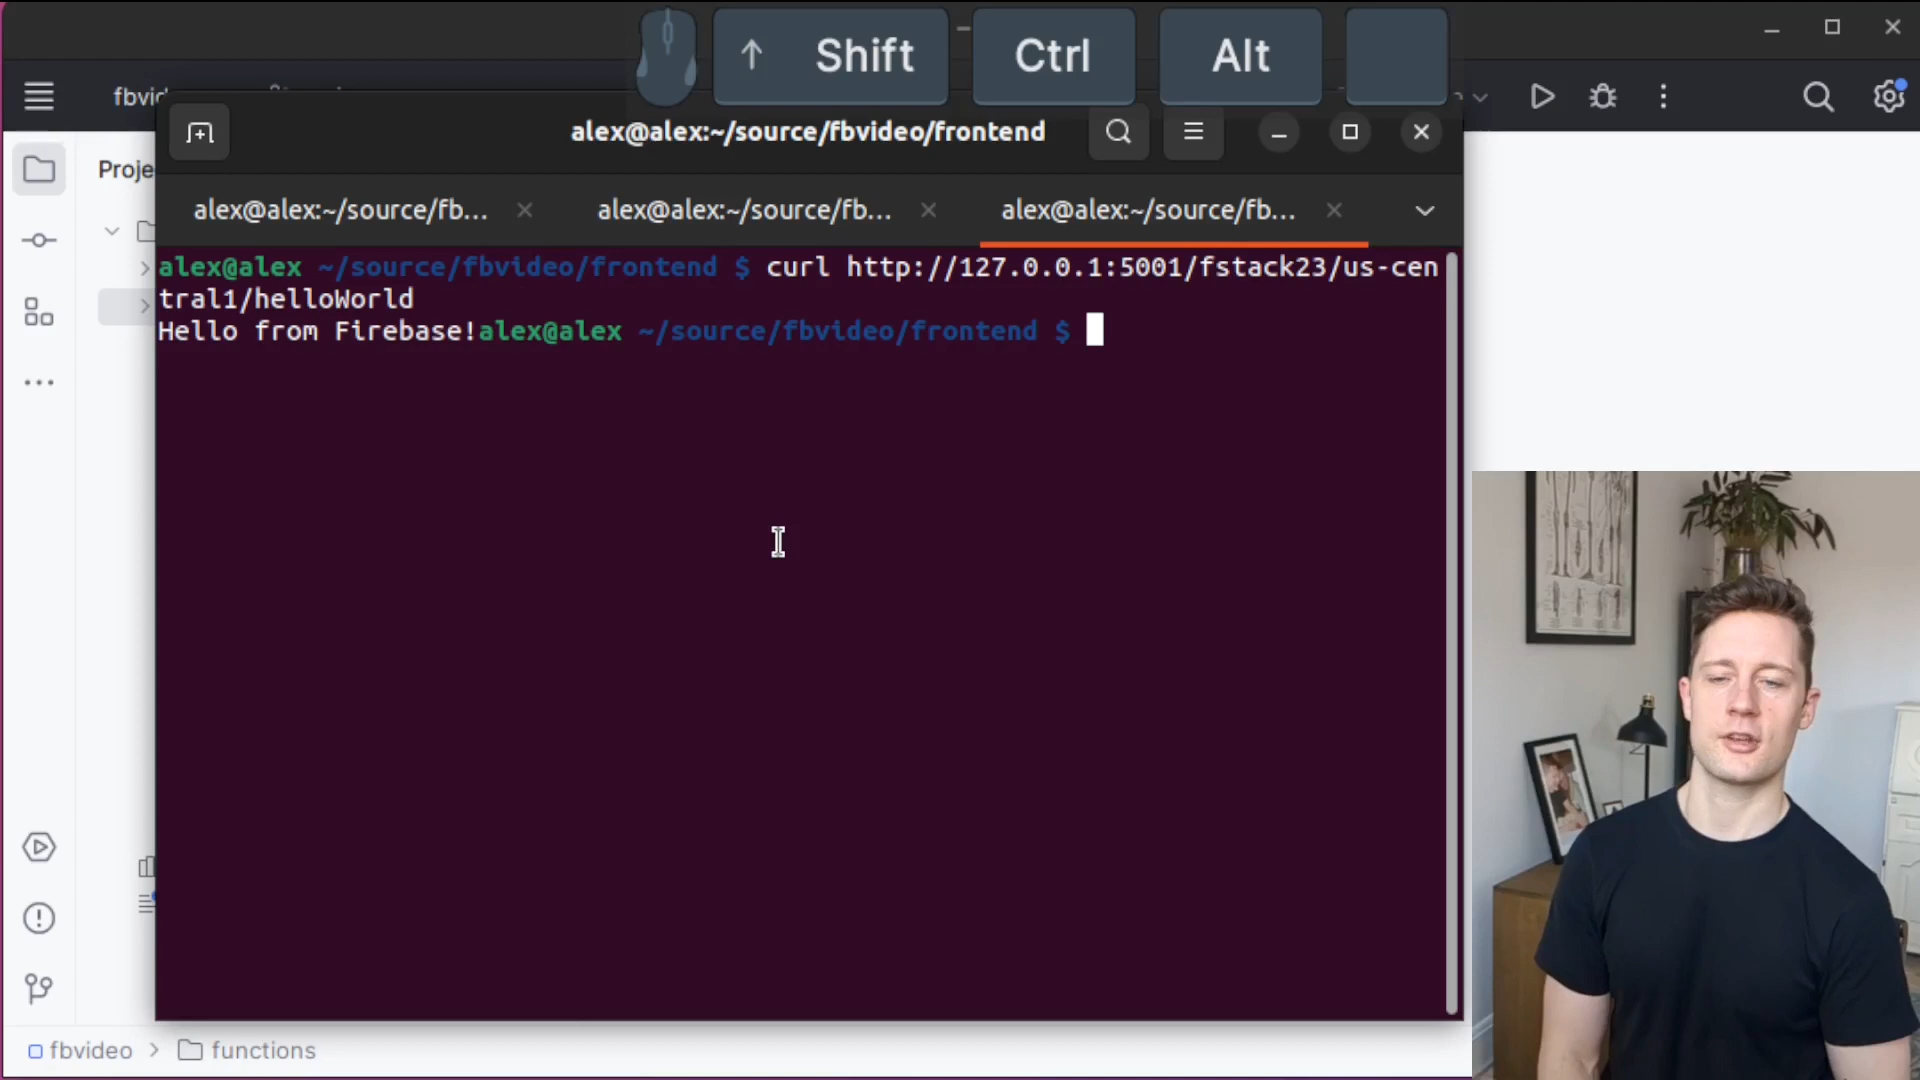 Shift
Ctrl
Alt
alex@alex:~/source/fbvideo/frontend
Proje
alex@alex:~/source/fb...
alex@alex:~/source/fb...
alex@alex:~/source/fb...
alex@alex ~/source/fbvideo/frontend $ curl http://127.0.0.1:5001/fstack23/us-cen
tral1/helloWorld
Hello from Firebase!alex@alex ~/source/fbvideo/frontend $
fbvideo > functions